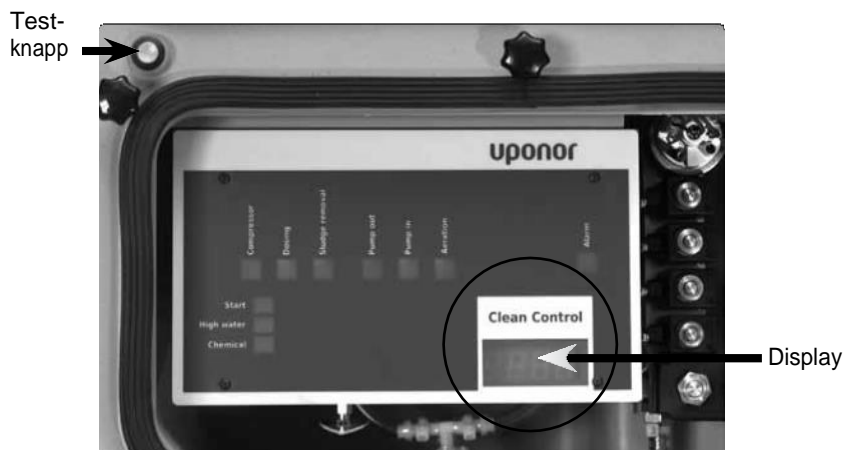 Test-
knapp
uponor
Compressor
Dosing
Sludge removal
Pump out
Pump in
Aeration
Alarm
Start
High water
Chemical
Clean Control
Display